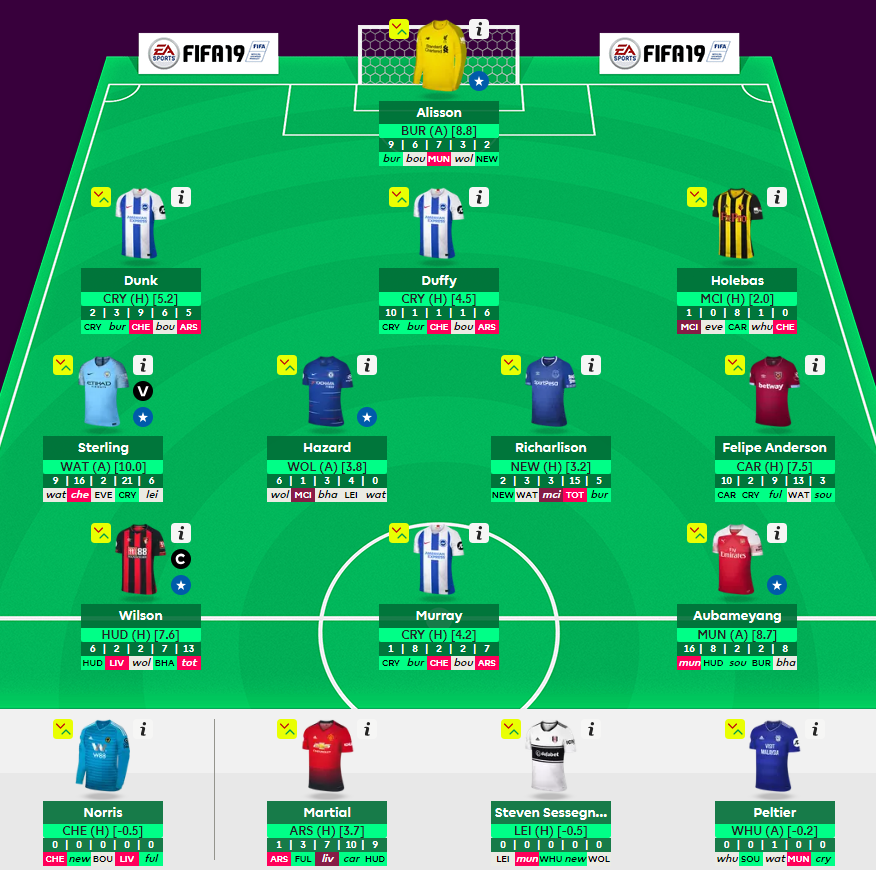 EA SPORTS FIFA19 FIFA EA SPORTS FIFA19 FIFA
Alisson
BUR (A) [8.8]
9 | 6 | 7 | 3 | 2
bur bou MUN wol NEW
Dunk Duffy Holebas
CRY (H) [5.2] CRY (H) [4.5] MCI (H) [2.0]
2 | 3 | 9 | 6 | 5 10 | 1 | 1 | 1 | 6 1 | 0 | 8 | 1 | 0
CRY bur CHE bou ARS CRY bur CHE bou ARS MCI eve CAR whu CHE
V
Sterling Hazard Richarlison Felipe Anderson
WAT (A) [10.0] WOL (A) [3.8] NEW (H) [3.2] CAR (H) [7.5]
9 | 16 | 2 | 21 | 6 6 | 1 | 3 | 4 | 0 2 | 3 | 3 | 15 | 5 10 | 2 | 9 | 13 | 3
wat che EVE CRY lei wol MCI bha LEI wat NEW WAT mci TOT bur CAR CRY ful WAT sou
C
Wilson Murray Aubameyang
HUD (H) [7.6] CRY (H) [4.2] MUN (A) [8.7]
6 | 2 | 2 | 7 | 13 1 | 8 | 2 | 2 | 7 16 | 8 | 2 | 2 | 8
HUD LIV wol BHA tot CRY bur CHE bou ARS mun HUD sou BUR bha
Norris Martial Steven Sessegn... Peltier
CHE (H) [-0.5] ARS (H) [3.7] LEI (H) [-0.5] WHU (A) [-0.2]
0 | 0 | 0 | 0 | 0 1 | 3 | 7 | 10 | 9 0 | 0 | 0 | 0 | 0 0 | 0 | 1 | 0 | 0
CHE new BOU LIV ful ARS FUL liv car HUD LEI mun WHU new WOL whu SOU wat MUN cry